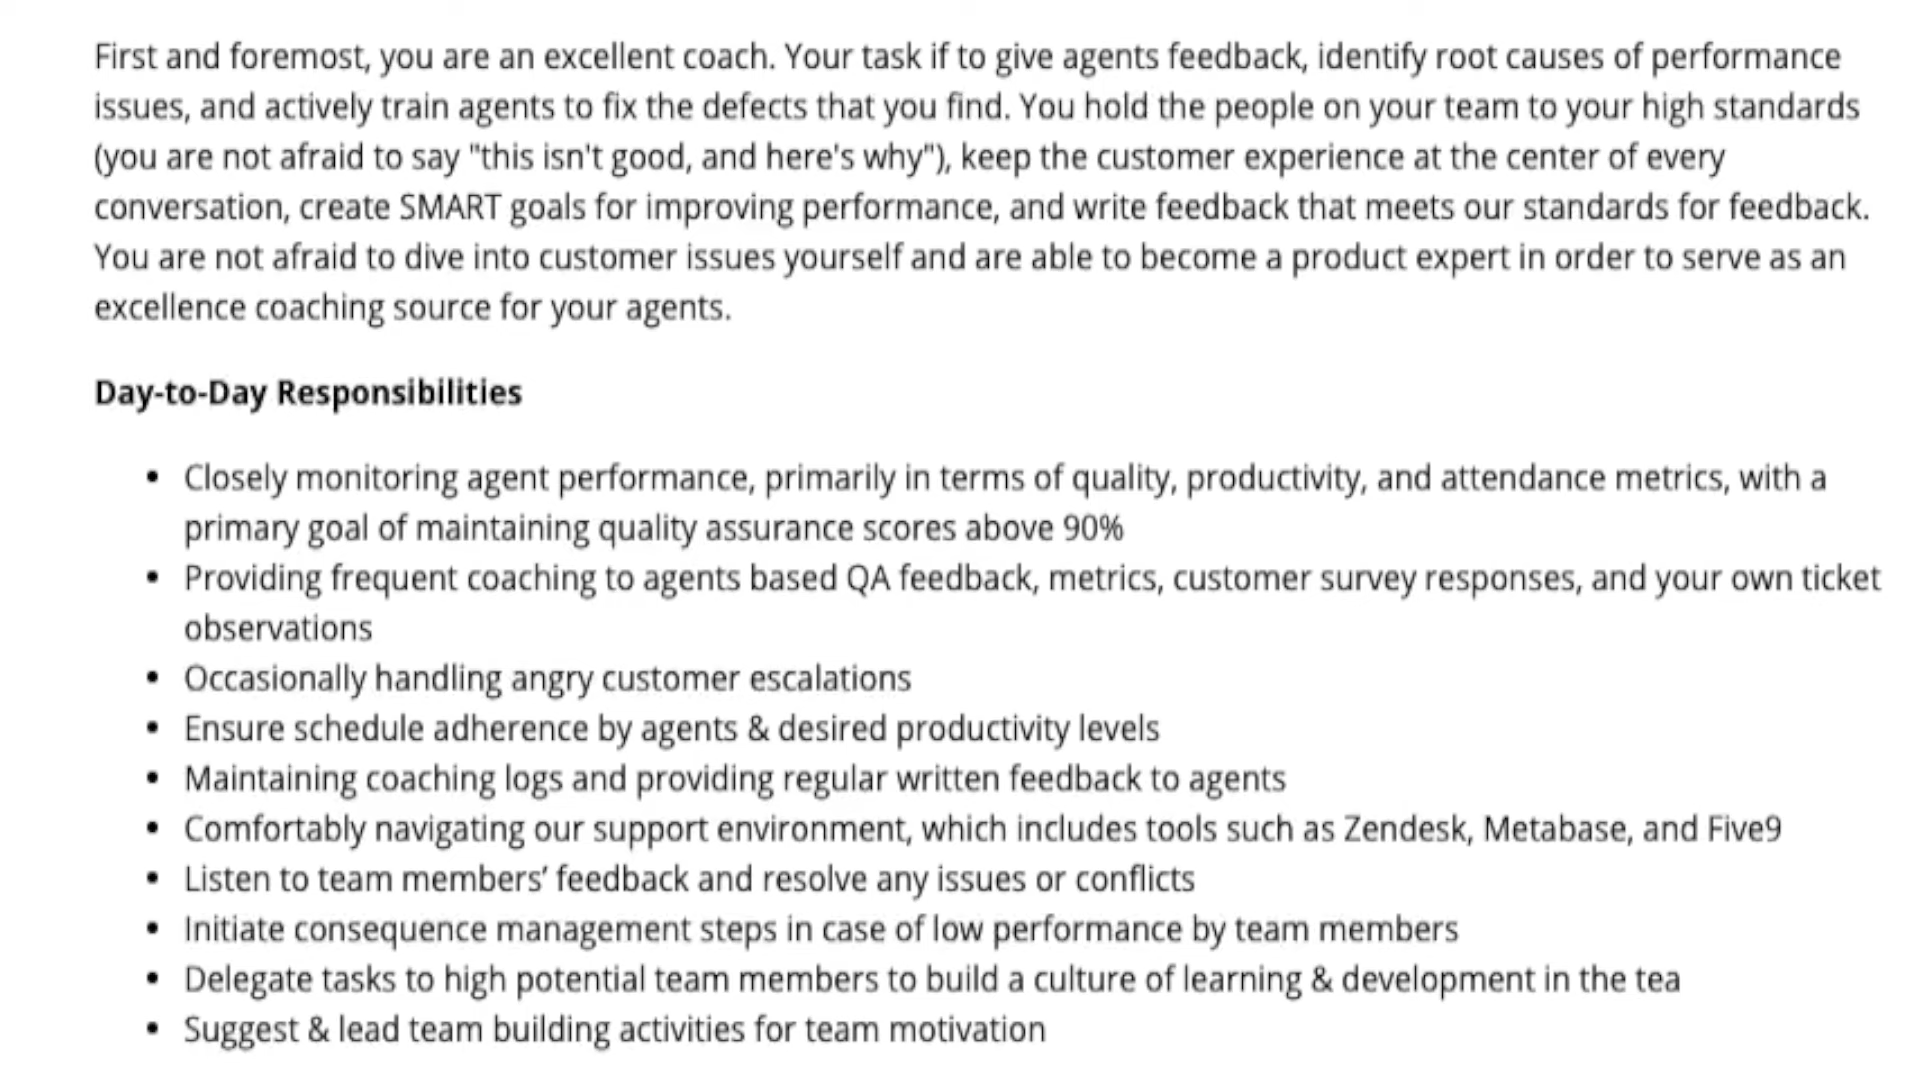 First and foremost, you are an excellent coach. Your task if to give agents feedback, identify root causes of performance
issues, and actively train agents to fix the defects that you find. You hold the people on your team to your high standards
(you are not afraid to say "this isn't good, and here's why"), keep the customer experience at the center of every
conversation, create SMART goals for improving performance, and write feedback that meets our standards for feedback.
You are not afraid to dive into customer issues yourself and are able to become a product expert in order to serve as an
excellence coaching source for your agents.
Day-to-Day Responsibilities
• Closely monitoring agent performance, primarily in terms of quality, productivity, and attendance metrics, with a
primary goal of maintaining quality assurance scores above 90%
• Providing frequent coaching to agents based QA feedback, metrics, customer survey responses, and your own ticket
observations
• Occasionally handling angry customer escalations
• Ensure schedule adherence by agents & desired productivity levels
• Maintaining coaching logs and providing regular written feedback to agents
• Comfortably navigating our support environment, which includes tools such as Zendesk, Metabase, and Five9
• Listen to team members’ feedback and resolve any issues or conflicts
• Initiate consequence management steps in case of low performance by team members
• Delegate tasks to high potential team members to build a culture of learning & development in the tea
• Suggest & lead team building activities for team motivation